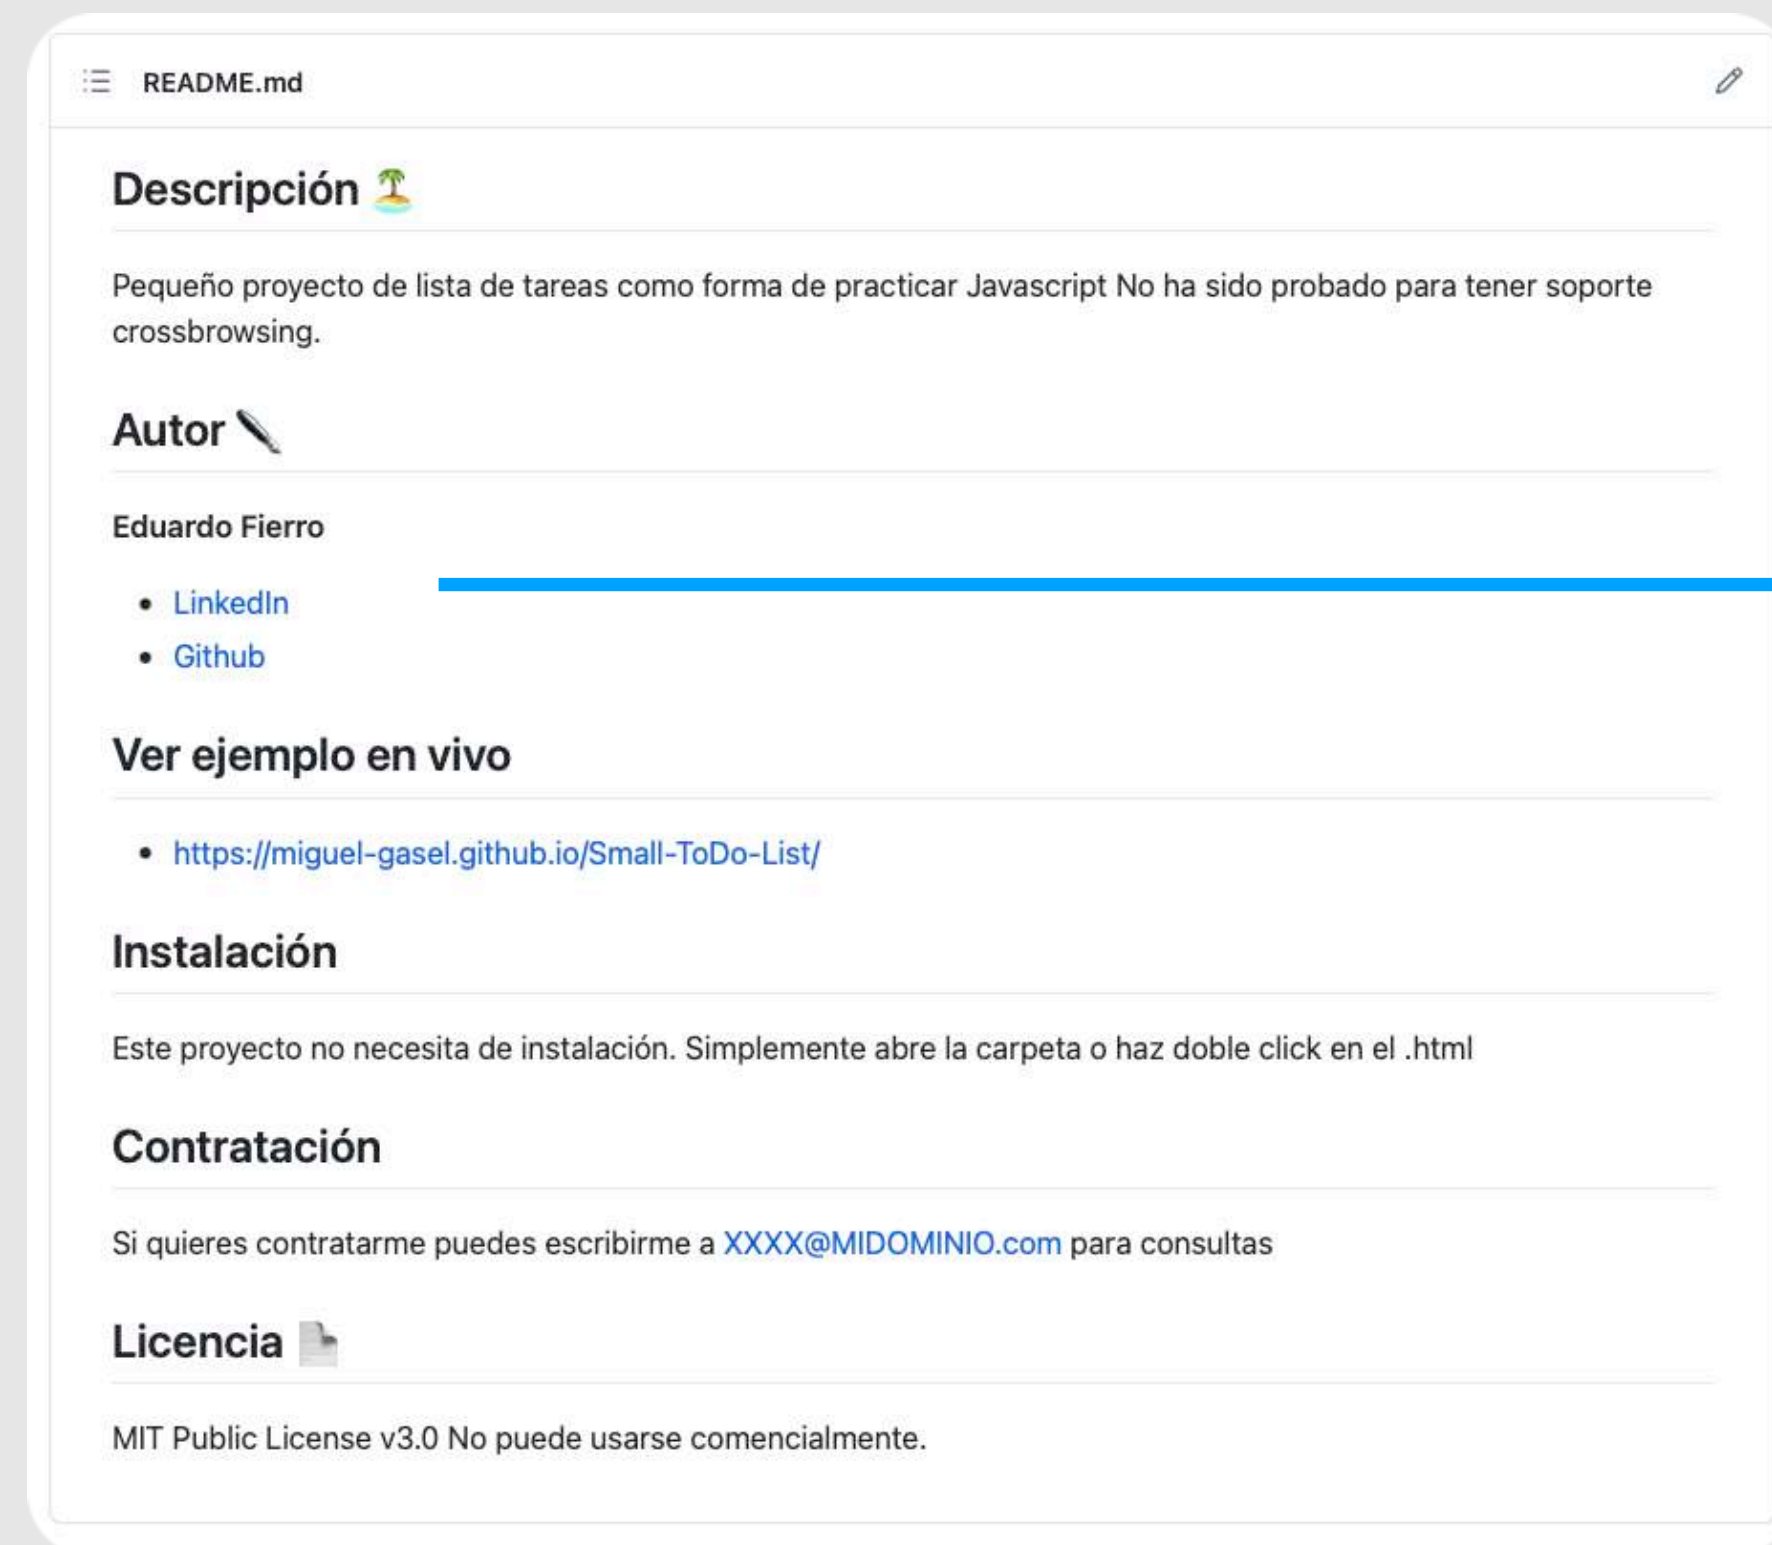 README.md
Descripción 🏝️
Pequeño proyecto de lista de tareas como forma de practicar Javascript No ha sido probado para tener soporte
crossbrowsing.
Autor ✒️
Eduardo Fierro
• LinkedIn
• Github
Ver ejemplo en vivo
• https://miguel-gasel.github.io/Small-ToDo-List/
Instalación
Este proyecto no necesita de instalación. Simplemente abre la carpeta o haz doble click en el .html
Contratación
Si quieres contratarme puedes escribirme a XXXX@MIDOMINIO.com para consultas
Licencia 📄
MIT Public License v3.0 No puede usarse comencialmente.